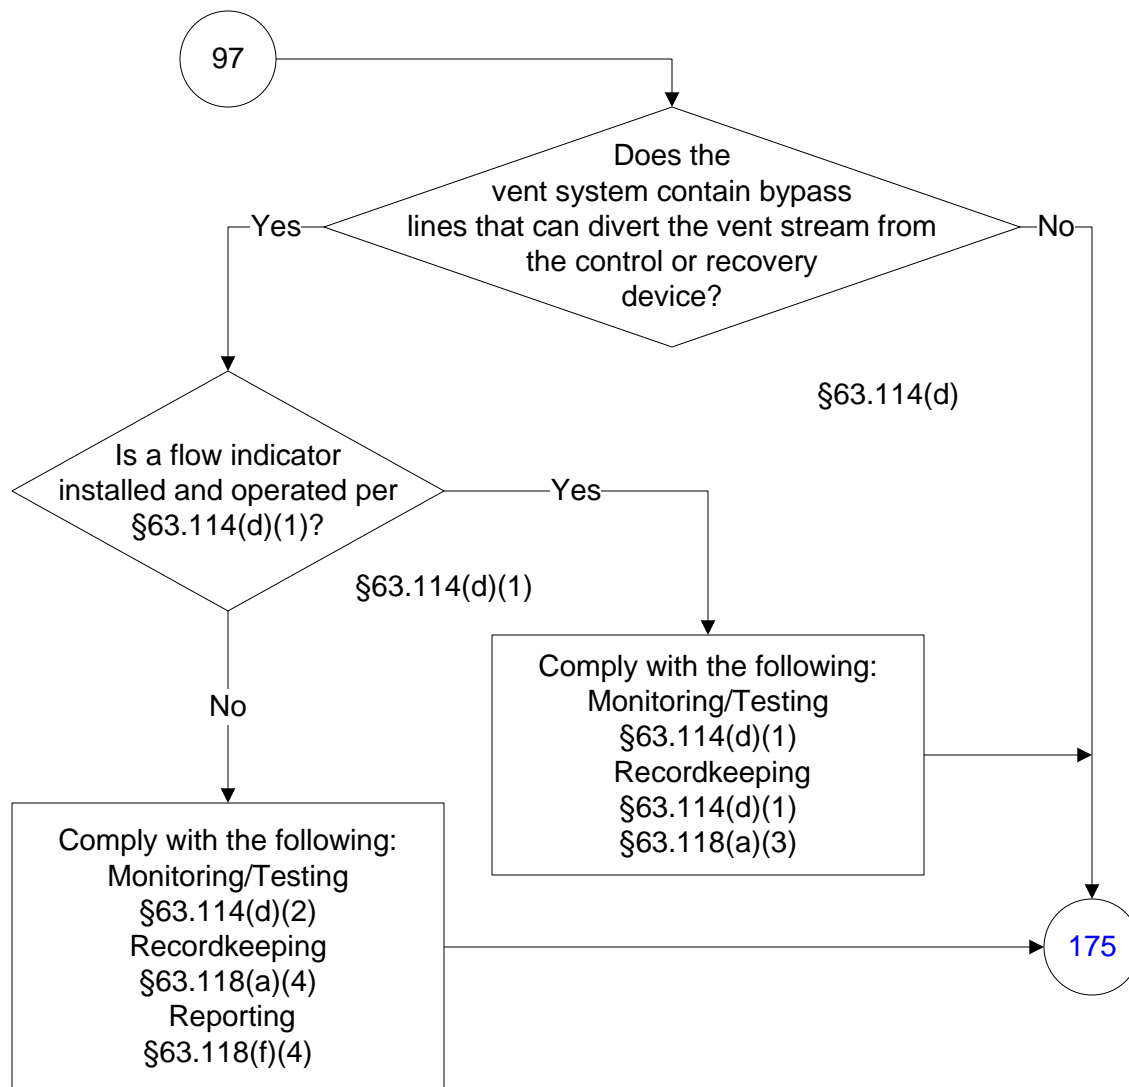 97
Does the
vent system contain bypass
lines that can divert the vent stream from
the control or recovery
device?
Yes
No
§63.114(d)
Is a flow indicator
installed and operated per
§63.114(d)(1)?
Yes
§63.114(d)(1)
No
Comply with the following:
Monitoring/Testing
§63.114(d)(1)
Recordkeeping
§63.114(d)(1)
§63.118(a)(3)
Comply with the following:
Monitoring/Testing
§63.114(d)(2)
Recordkeeping
§63.118(a)(4)
Reporting
§63.118(f)(4)
175